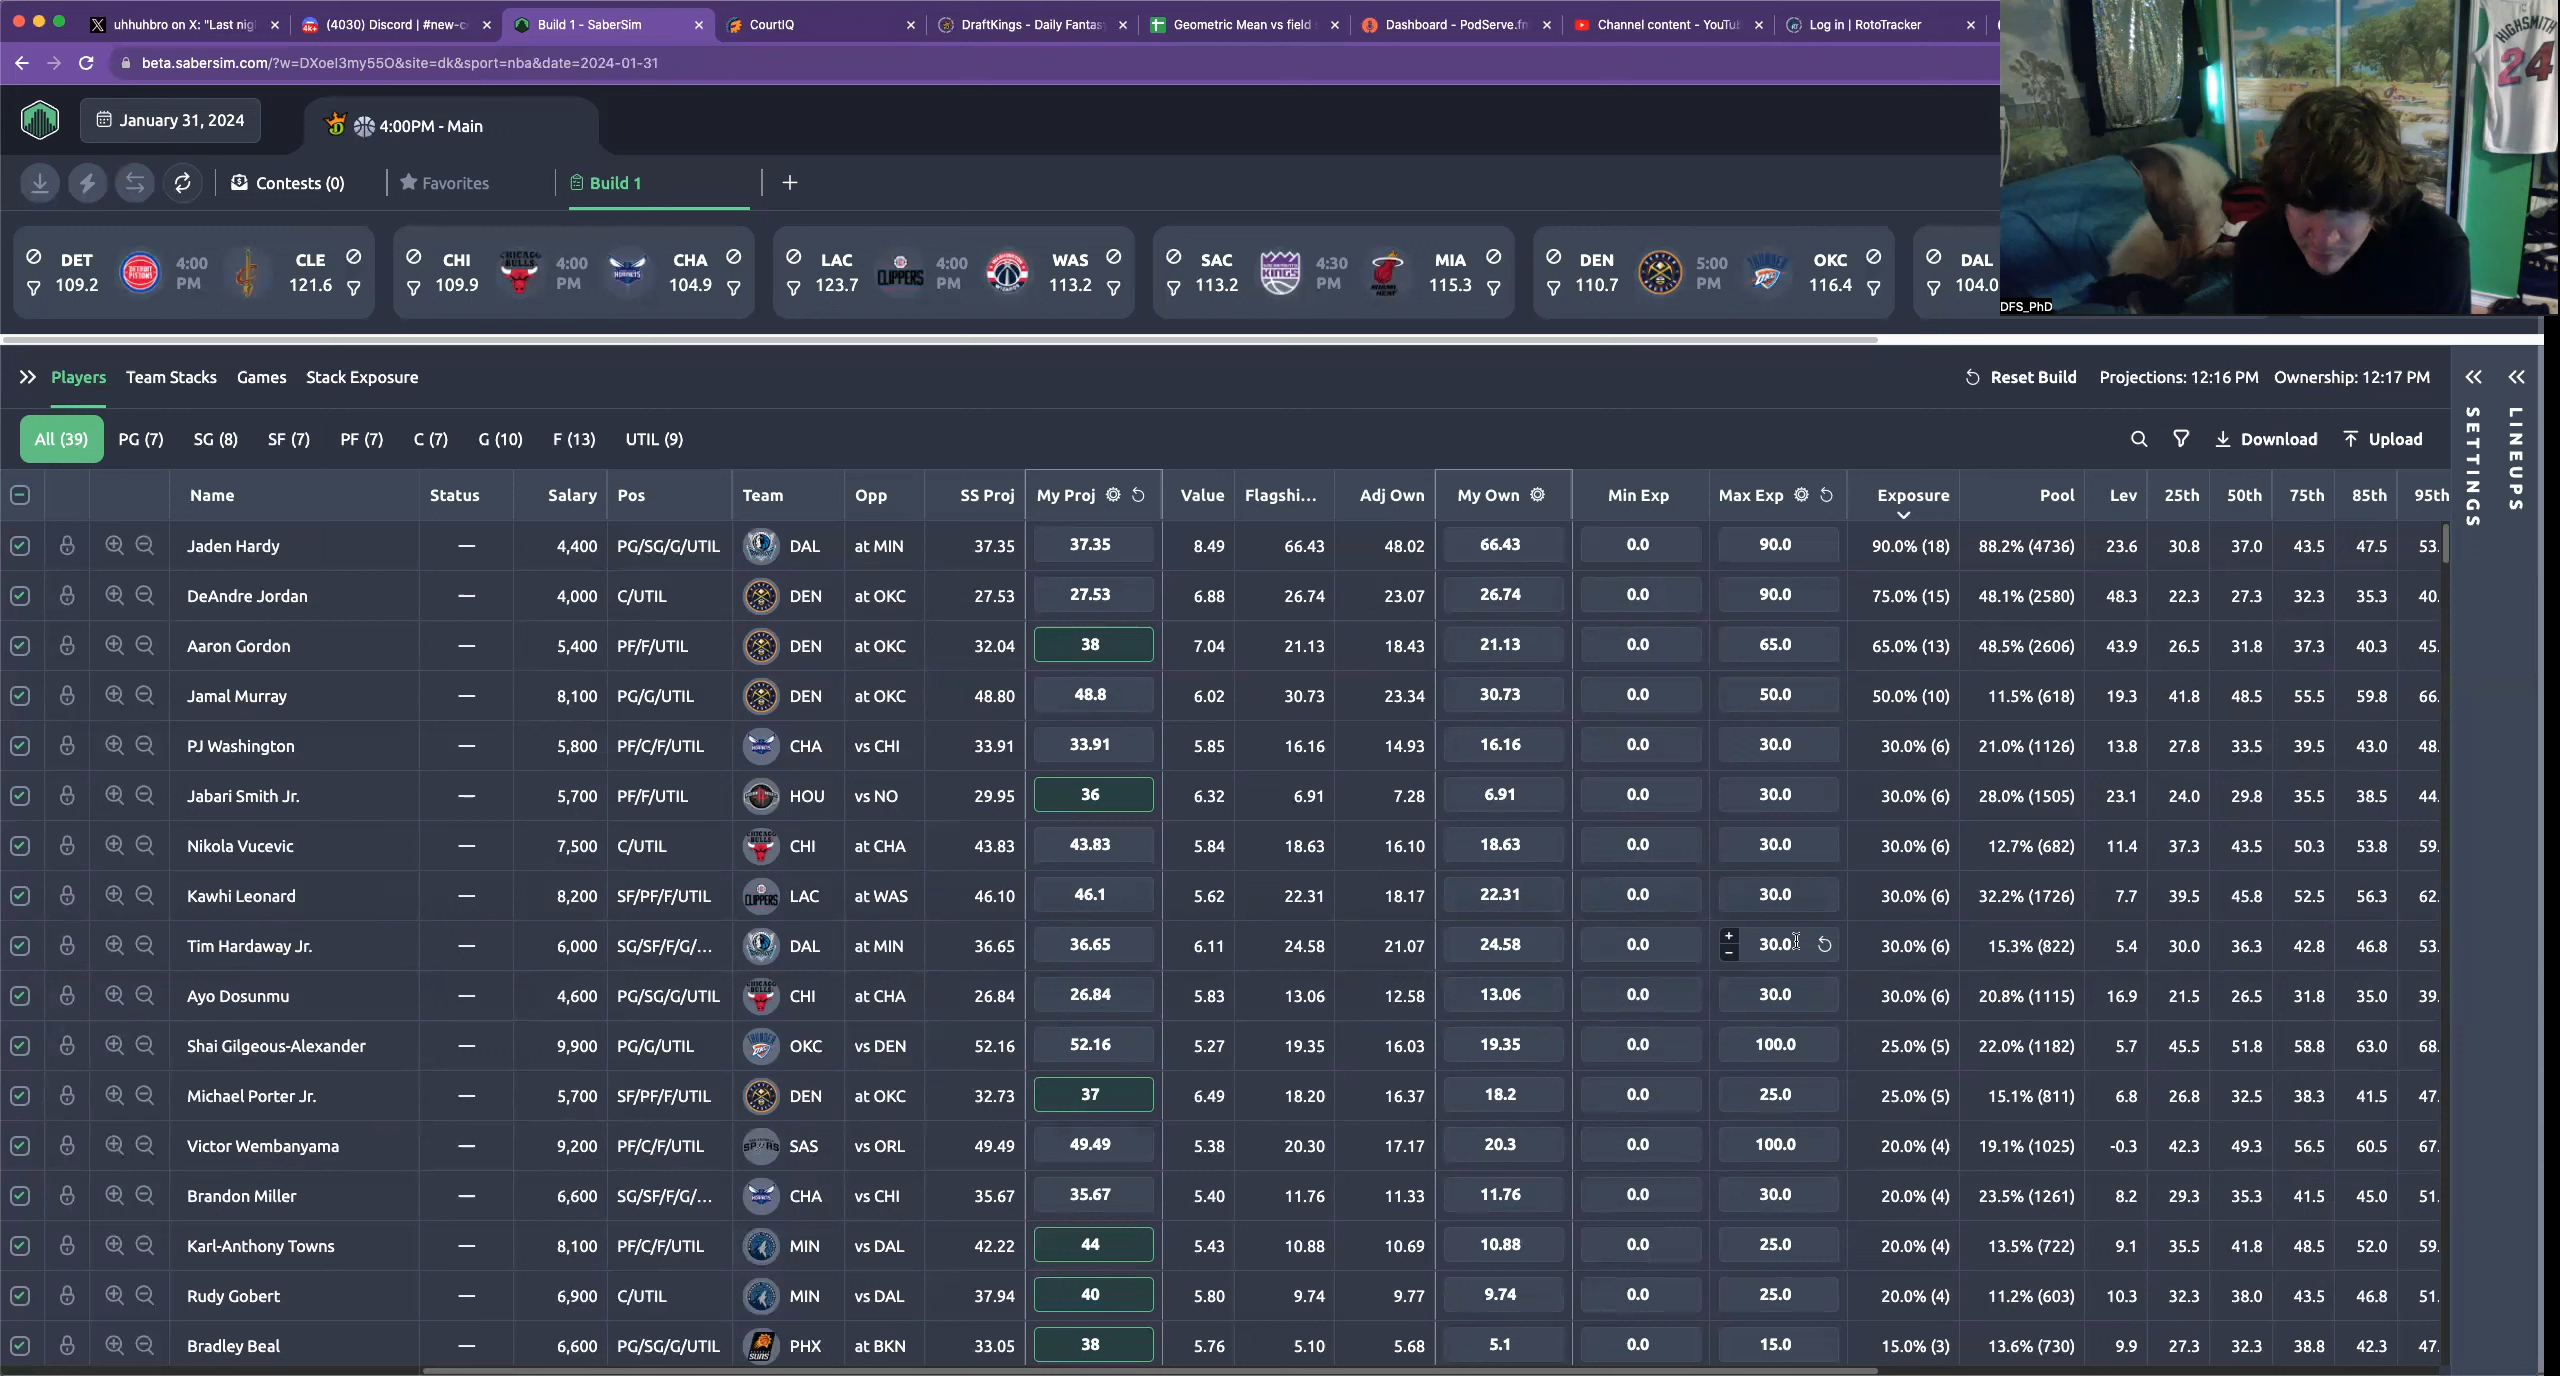 uhhuhbro on X: "Last nig
(4030) Discord | #new-c
Build 1 - SaberSim
CourtIQ
DraftKings - Daily Fantas
Geometric Mean vs field
Dashboard - PodServe.fm
Channel content - YouTu
Log in | RotoTracker
beta.sabersim.com/?w=DXoeI3my55O&site=dk&sport=nba&date=2024-01-31
HIGHSMITH
24
January 31, 2024
4:00PM - Main
Contests (0)
Favorites
Build 1
DET 109.2 4:00 PM CLE 121.6
CHI 109.9 4:00 PM CHA 104.9
LAC 123.7 4:00 PM WAS 113.2
SAC 113.2 4:30 PM MIA 115.3
DEN 110.7 5:00 PM OKC 116.4
DAL 104.0
DFS_PhD
Players Team Stacks Games Stack Exposure
Reset Build Projections: 12:16 PM Ownership: 12:17 PM
SETTINGS
LINEUPS
All (39) PG (7) SG (8) SF (7) PF (7) C (7) G (10) F (13) UTIL (9)
Download Upload
Name Status Salary Pos Team Opp SS Proj My Proj Value Flagshi... Adj Own My Own Min Exp Max Exp Exposure Pool Lev 25th 50th 75th 85th 95th
Jaden Hardy — 4,400 PG/SG/G/UTIL DAL at MIN 37.35 37.35 8.49 66.43 48.02 66.43 0.0 90.0 90.0% (18) 88.2% (4736) 23.6 30.8 37.0 43.5 47.5 53.
DeAndre Jordan — 4,000 C/UTIL DEN at OKC 27.53 27.53 6.88 26.74 23.07 26.74 0.0 90.0 75.0% (15) 48.1% (2580) 48.3 22.3 27.3 32.3 35.3 40.
Aaron Gordon — 5,400 PF/F/UTIL DEN at OKC 32.04 38 7.04 21.13 18.43 21.13 0.0 65.0 65.0% (13) 48.5% (2606) 43.9 26.5 31.8 37.3 40.3 45.
Jamal Murray — 8,100 PG/G/UTIL DEN at OKC 48.80 48.8 6.02 30.73 23.34 30.73 0.0 50.0 50.0% (10) 11.5% (618) 19.3 41.8 48.5 55.5 59.8 66.
PJ Washington — 5,800 PF/C/F/UTIL CHA vs CHI 33.91 33.91 5.85 16.16 14.93 16.16 0.0 30.0 30.0% (6) 21.0% (1126) 13.8 27.8 33.5 39.5 43.0 48.
Jabari Smith Jr. — 5,700 PF/F/UTIL HOU vs NO 29.95 36 6.32 6.91 7.28 6.91 0.0 30.0 30.0% (6) 28.0% (1505) 23.1 24.0 29.8 35.5 38.5 44.
Nikola Vucevic — 7,500 C/UTIL CHI at CHA 43.83 43.83 5.84 18.63 16.10 18.63 0.0 30.0 30.0% (6) 12.7% (682) 11.4 37.3 43.5 50.3 53.8 59.
Kawhi Leonard — 8,200 SF/PF/F/UTIL LAC at WAS 46.10 46.1 5.62 22.31 18.17 22.31 0.0 30.0 30.0% (6) 32.2% (1726) 7.7 39.5 45.8 52.5 56.3 62.
Tim Hardaway Jr. — 6,000 SG/SF/F/G/... DAL at MIN 36.65 36.65 6.11 24.58 21.07 24.58 0.0 30.0 30.0% (6) 15.3% (822) 5.4 30.0 36.3 42.8 46.8 53.
Ayo Dosunmu — 4,600 PG/SG/G/UTIL CHI at CHA 26.84 26.84 5.83 13.06 12.58 13.06 0.0 30.0 30.0% (6) 20.8% (1115) 16.9 21.5 26.5 31.8 35.0 39.
Shai Gilgeous-Alexander — 9,900 PG/G/UTIL OKC vs DEN 52.16 52.16 5.27 19.35 16.03 19.35 0.0 100.0 25.0% (5) 22.0% (1182) 5.7 45.5 51.8 58.8 63.0 68.
Michael Porter Jr. — 5,700 SF/PF/F/UTIL DEN at OKC 32.73 37 6.49 18.20 16.37 18.2 0.0 25.0 25.0% (5) 15.1% (811) 6.8 26.8 32.5 38.3 41.5 47.
Victor Wembanyama — 9,200 PF/C/F/UTIL SAS vs ORL 49.49 49.49 5.38 20.30 17.17 20.3 0.0 100.0 20.0% (4) 19.1% (1025) -0.3 42.3 49.3 56.5 60.5 67.
Brandon Miller — 6,600 SG/SF/F/G/... CHA vs CHI 35.67 35.67 5.40 11.76 11.33 11.76 0.0 30.0 20.0% (4) 23.5% (1261) 8.2 29.3 35.3 41.5 45.0 51.
Karl-Anthony Towns — 8,100 PF/C/F/UTIL MIN vs DAL 42.22 44 5.43 10.88 10.69 10.88 0.0 25.0 20.0% (4) 13.5% (722) 9.1 35.5 41.8 48.5 52.0 59.
Rudy Gobert — 6,900 C/UTIL MIN vs DAL 37.94 40 5.80 9.74 9.77 9.74 0.0 25.0 20.0% (4) 11.2% (603) 10.3 32.3 38.0 43.5 46.8 51.
Bradley Beal — 6,600 PG/SG/G/UTIL PHX at BKN 33.05 38 5.76 5.10 5.68 5.1 0.0 15.0 15.0% (3) 13.6% (730) 9.9 27.3 32.3 38.8 42.3 47.